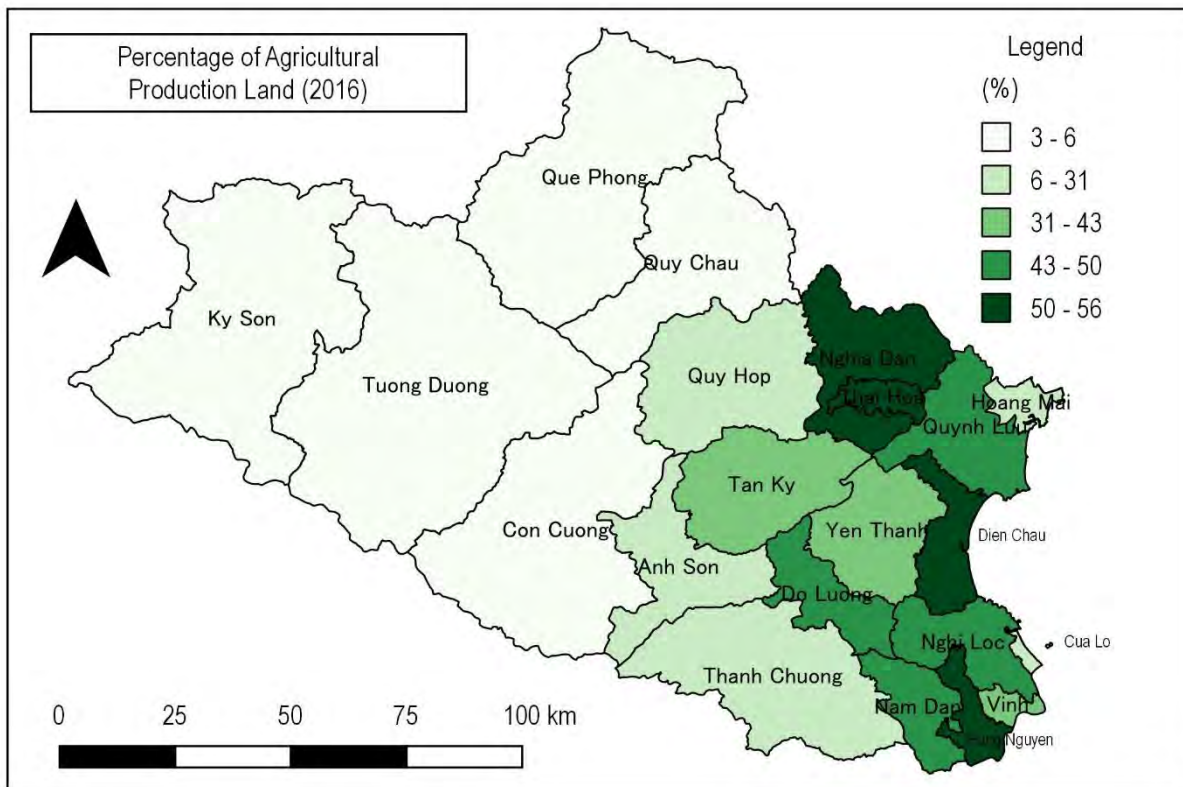 Percentage of Agricultural
Production Land (2016)
Legend
(%)
3 - 6
6 - 31
31 - 43
43 - 50
50 - 56
Que Phong
Quy Chau
Ky Son
Tuong Duong
Quy Hop
Nghia Dan
Thai Hoa
Hoang Mai
Quynh Luu
Tan Ky
Con Cuong
Yen Thanh
Dien Chau
Anh Son
Do Luong
Nghi Loc
Cua Lo
Thanh Chuong
Nam Dan
Vinh
Hung Nguyen
0 25 50 75 100 km